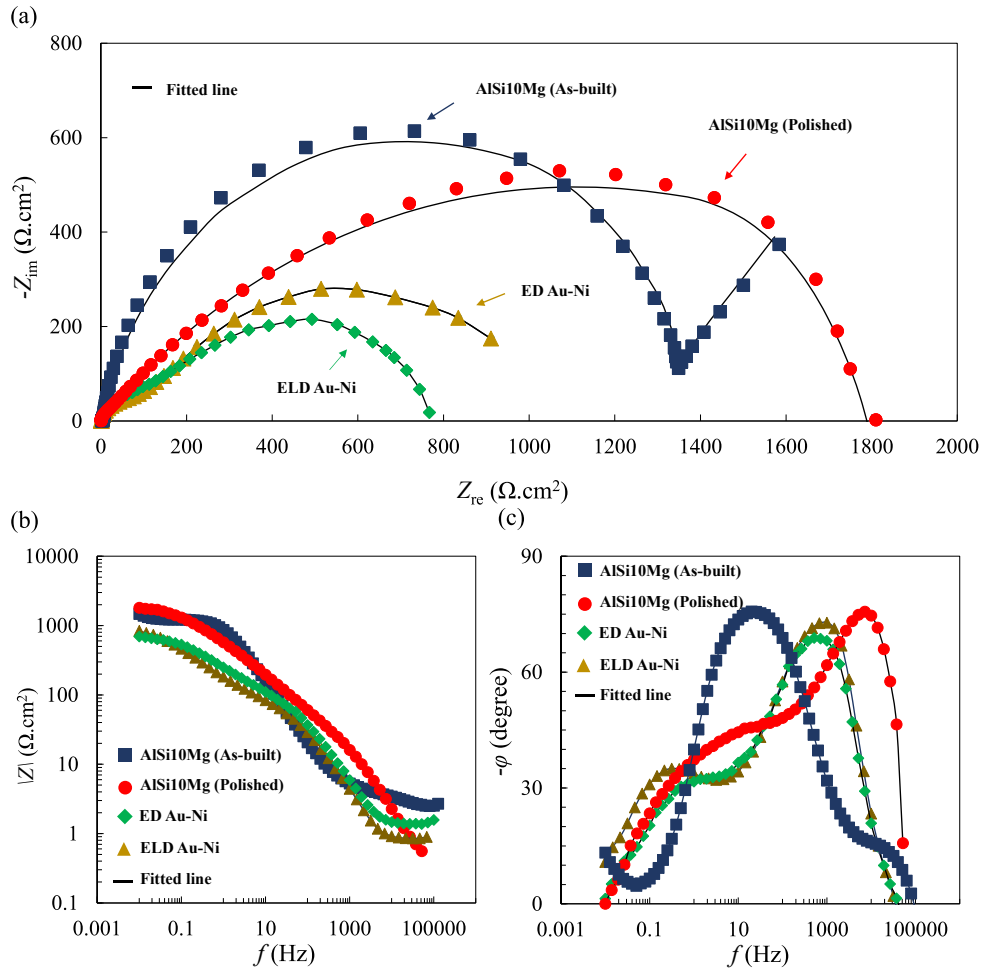 (a)
800
600
400
200
0
-Zim (Ω.cm²)
Fitted line
AlSi10Mg (As-built)
AlSi10Mg (Polished)
ED Au-Ni
ELD Au-Ni
0 200 400 600 800 1000 1200 1400 1600 1800 2000
Zre (Ω.cm²)
(b)
10000
1000
100
10
1
0.1
|Z| (Ω.cm²)
AlSi10Mg (As-built)
AlSi10Mg (Polished)
ED Au-Ni
ELD Au-Ni
Fitted line
0.001 0.1 10 1000 100000
f (Hz)
(c)
90
60
30
0
-φ (degree)
AlSi10Mg (As-built)
AlSi10Mg (Polished)
ED Au-Ni
ELD Au-Ni
Fitted line
0.001 0.1 10 1000 100000
f (Hz)